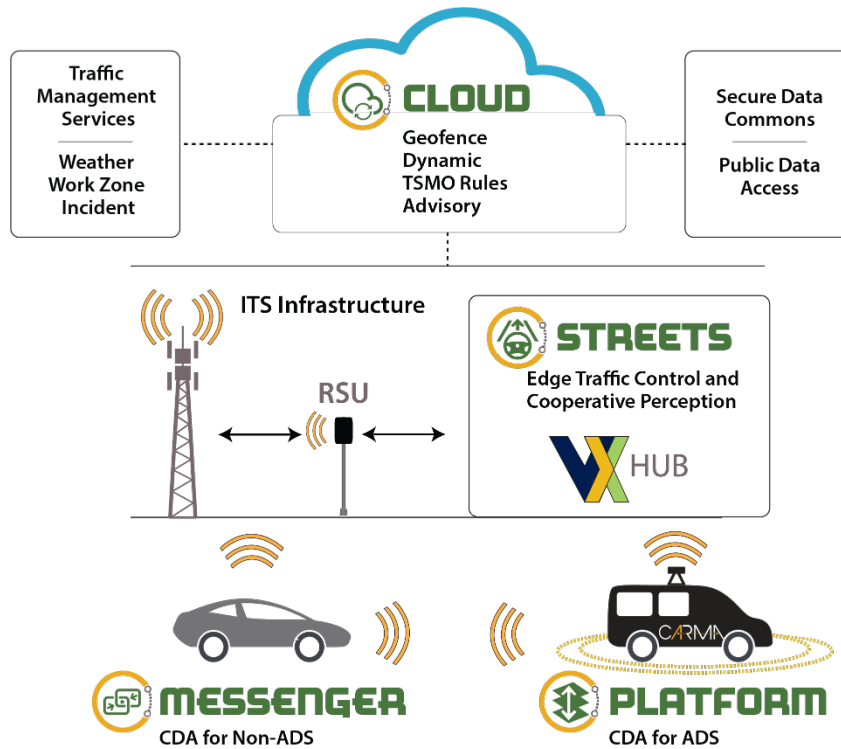 Traffic
Management
Services
Weather
Work Zone
Incident
CLOUD
Geofence
Dynamic
TSMO Rules
Advisory
Secure Data
Commons
Public Data
Access
ITS Infrastructure
RSU
STREETS
Edge Traffic Control and
Cooperative Perception
VX HUB
CARMA
MESSENGER
CDA for Non-ADS
PLATFORM
CDA for ADS